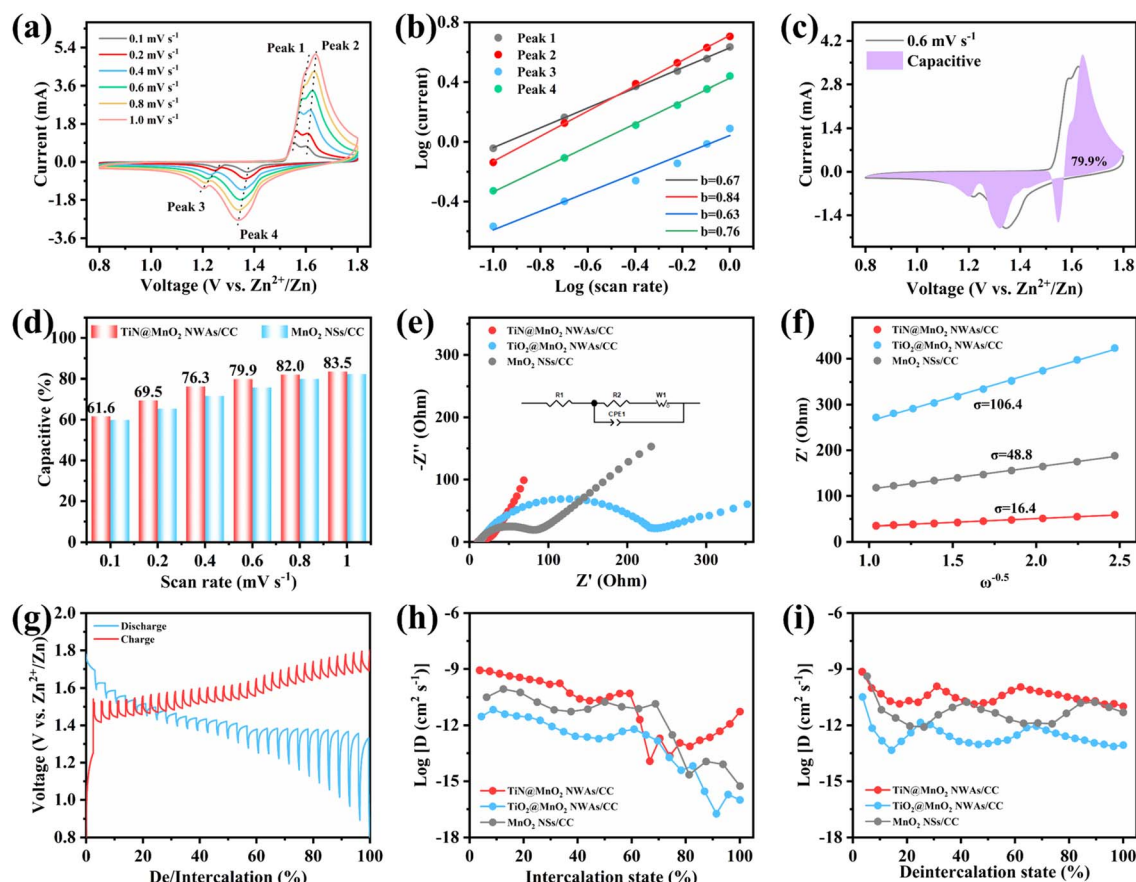 (a)
0.1 mV s⁻¹
0.2 mV s⁻¹
0.4 mV s⁻¹
0.6 mV s⁻¹
0.8 mV s⁻¹
1.0 mV s⁻¹
Peak 1
Peak 2
Peak 3
Peak 4
5.4
3.6
1.8
0.0
-1.8
-3.6
Current (mA)
0.8 1.0 1.2 1.4 1.6 1.8
Voltage (V vs. Zn²⁺/Zn)
(b)
Peak 1
Peak 2
Peak 3
Peak 4
b=0.67
b=0.84
b=0.63
b=0.76
0.8
0.4
0.0
-0.4
Log (current)
-1.0 -0.8 -0.6 -0.4 -0.2 0.0
Log (scan rate)
(c)
0.6 mV s⁻¹
Capacitive
79.9%
4.2
2.8
1.4
0.0
-1.4
Current (mA)
0.8 1.0 1.2 1.4 1.6 1.8
Voltage (V vs. Zn²⁺/Zn)
(d)
TiN@MnO₂ NWAs/CC MnO₂ NSs/CC
61.6 69.5 76.3 79.9 82.0 83.5
100
80
60
40
20
0
Capacitive (%)
0.1 0.2 0.4 0.6 0.8 1
Scan rate (mV s⁻¹)
(e)
TiN@MnO₂ NWAs/CC
TiO₂@MnO₂ NWAs/CC
MnO₂ NSs/CC
R1 R2 W1
CPE1
-300
-200
-100
0
-Z'' (Ohm)
0 100 200 300
Z' (Ohm)
(f)
TiN@MnO₂ NWAs/CC
TiO₂@MnO₂ NWAs/CC
MnO₂ NSs/CC
σ=106.4
σ=48.8
σ=16.4
400
300
200
100
0
Z' (Ohm)
1.0 1.5 2.0 2.5
ω⁻⁰·⁵
(g)
Discharge
Charge
2.0
1.8
1.6
1.4
1.2
1.0
0.8
Voltage (V vs. Zn²⁺/Zn)
0 20 40 60 80 100
De/Intercalation (%)
(h)
TiN@MnO₂ NWAs/CC
TiO₂@MnO₂ NWAs/CC
MnO₂ NSs/CC
-6
-9
-12
-15
-18
Log [D (cm² s⁻¹)]
0 20 40 60 80 100
Intercalation state (%)
(i)
TiN@MnO₂ NWAs/CC
TiO₂@MnO₂ NWAs/CC
MnO₂ NSs/CC
-6
-9
-12
-15
-18
Log [D (cm² s⁻¹)]
0 20 40 60 80 100
Deintercalation state (%)